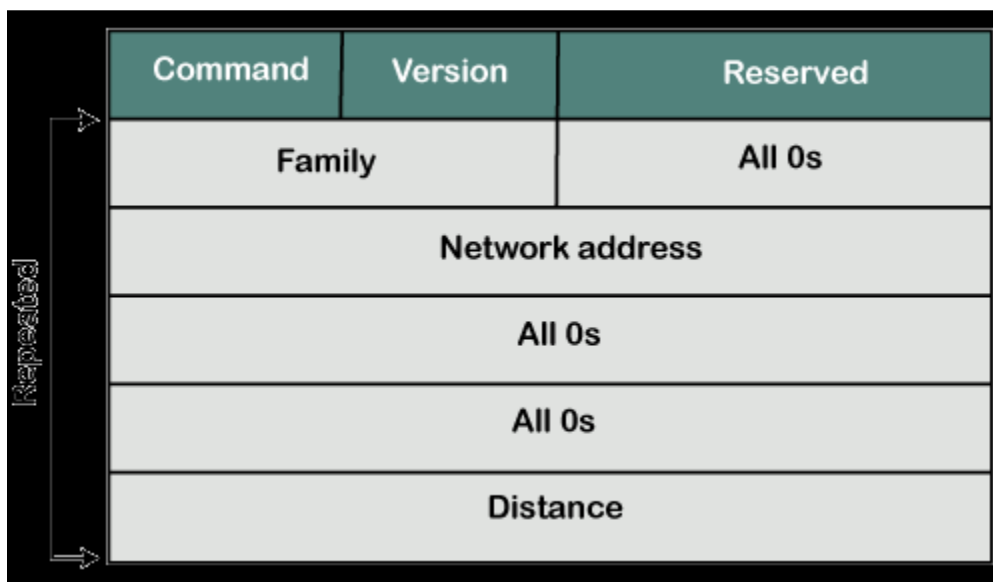 Command Version Reserved
Family All 0s
Network address
All 0s
All 0s
Distance
Repeated